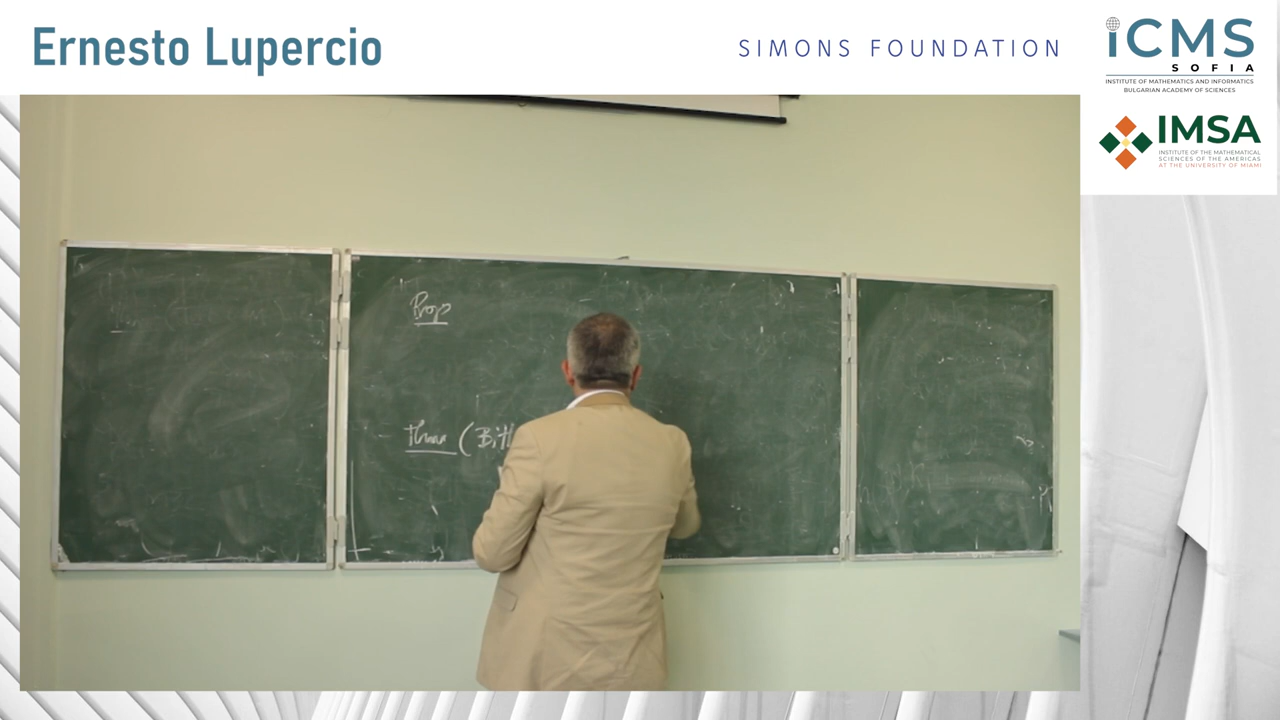 Ernesto Lupercio
SIMONS FOUNDATION
iCMS
SOFIA
INSTITUTE OF MATHEMATICS AND INFORMATICS
BULGARIAN ACADEMY OF SCIENCES
IMSA
INSTITUTE OF THE MATHEMATICAL
SCIENCES OF THE AMERICAS
AT THE UNIVERSITY OF MIAMI
Prop
Thm (